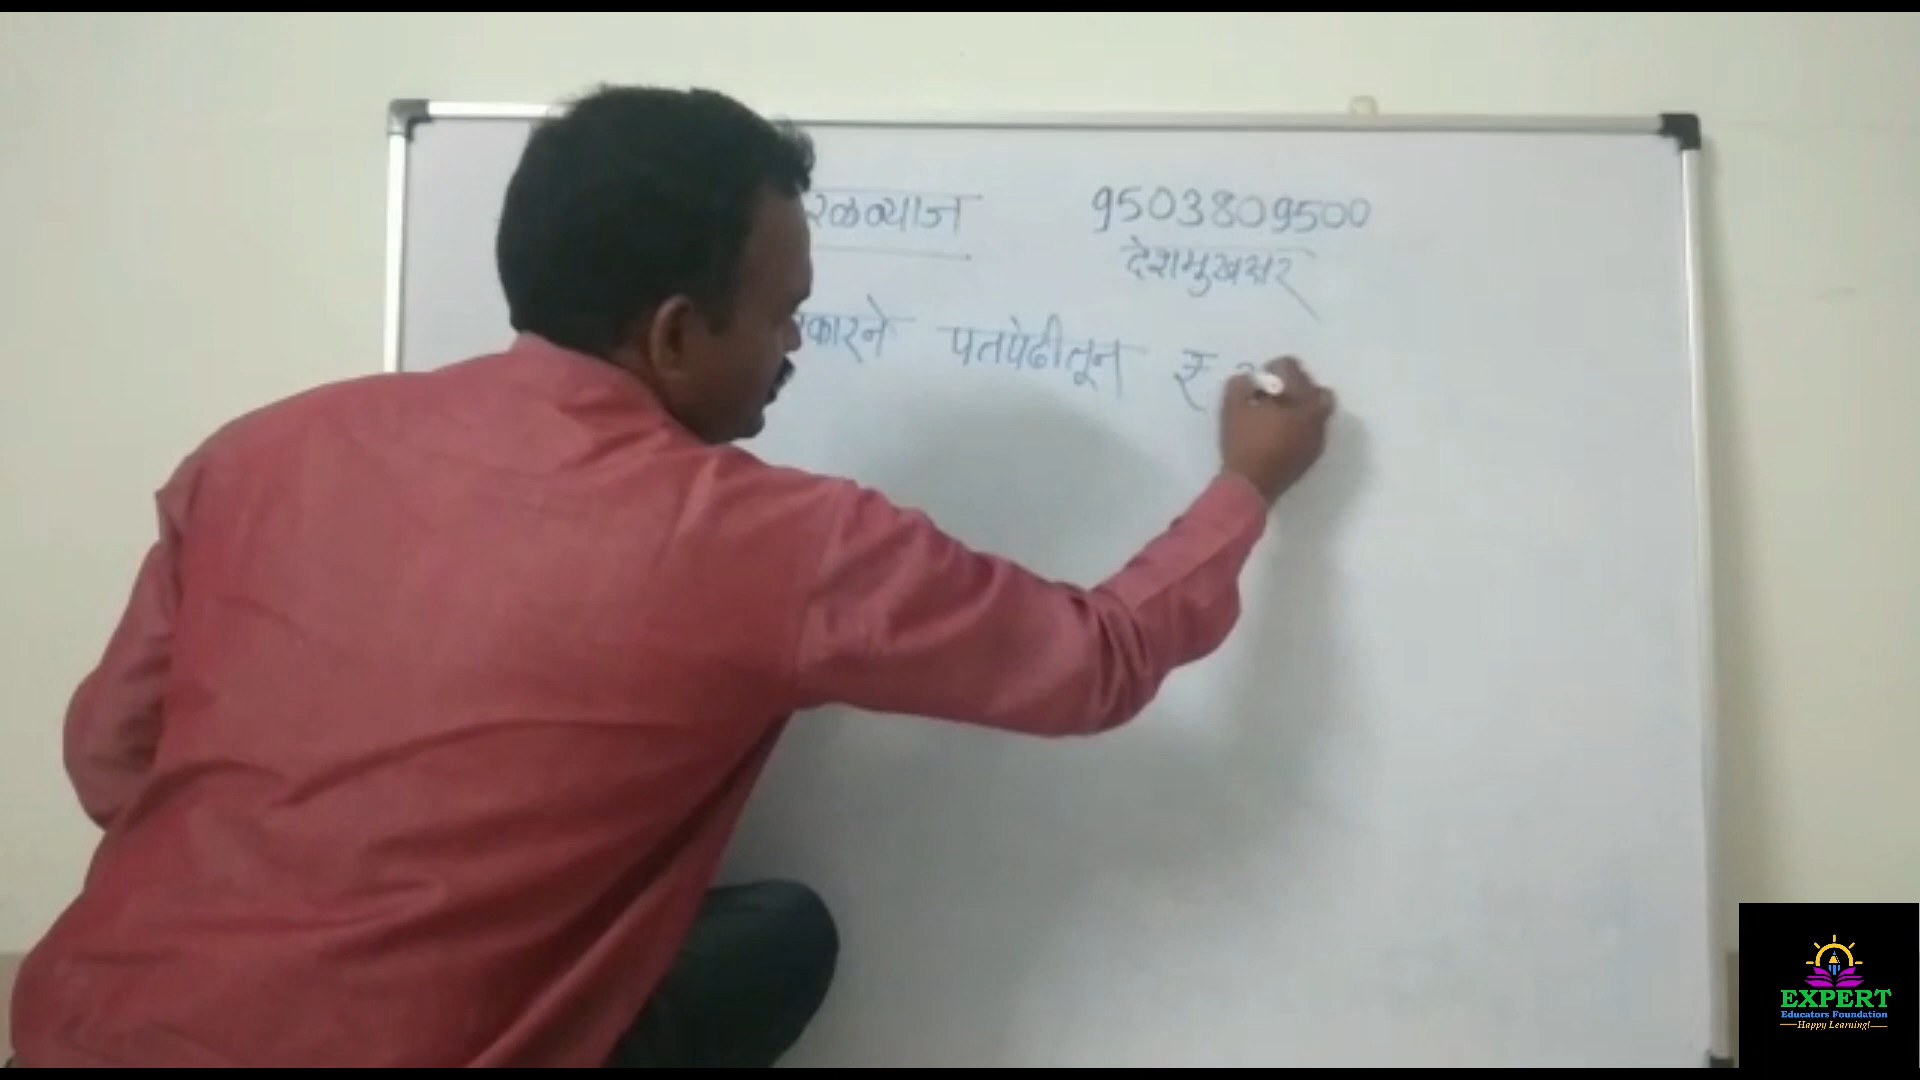 रळव्याज
9503809500
देशमुखसर
कारने पतपेढीतून ₹
EXPERT
Educators Foundation
Happy Learning!